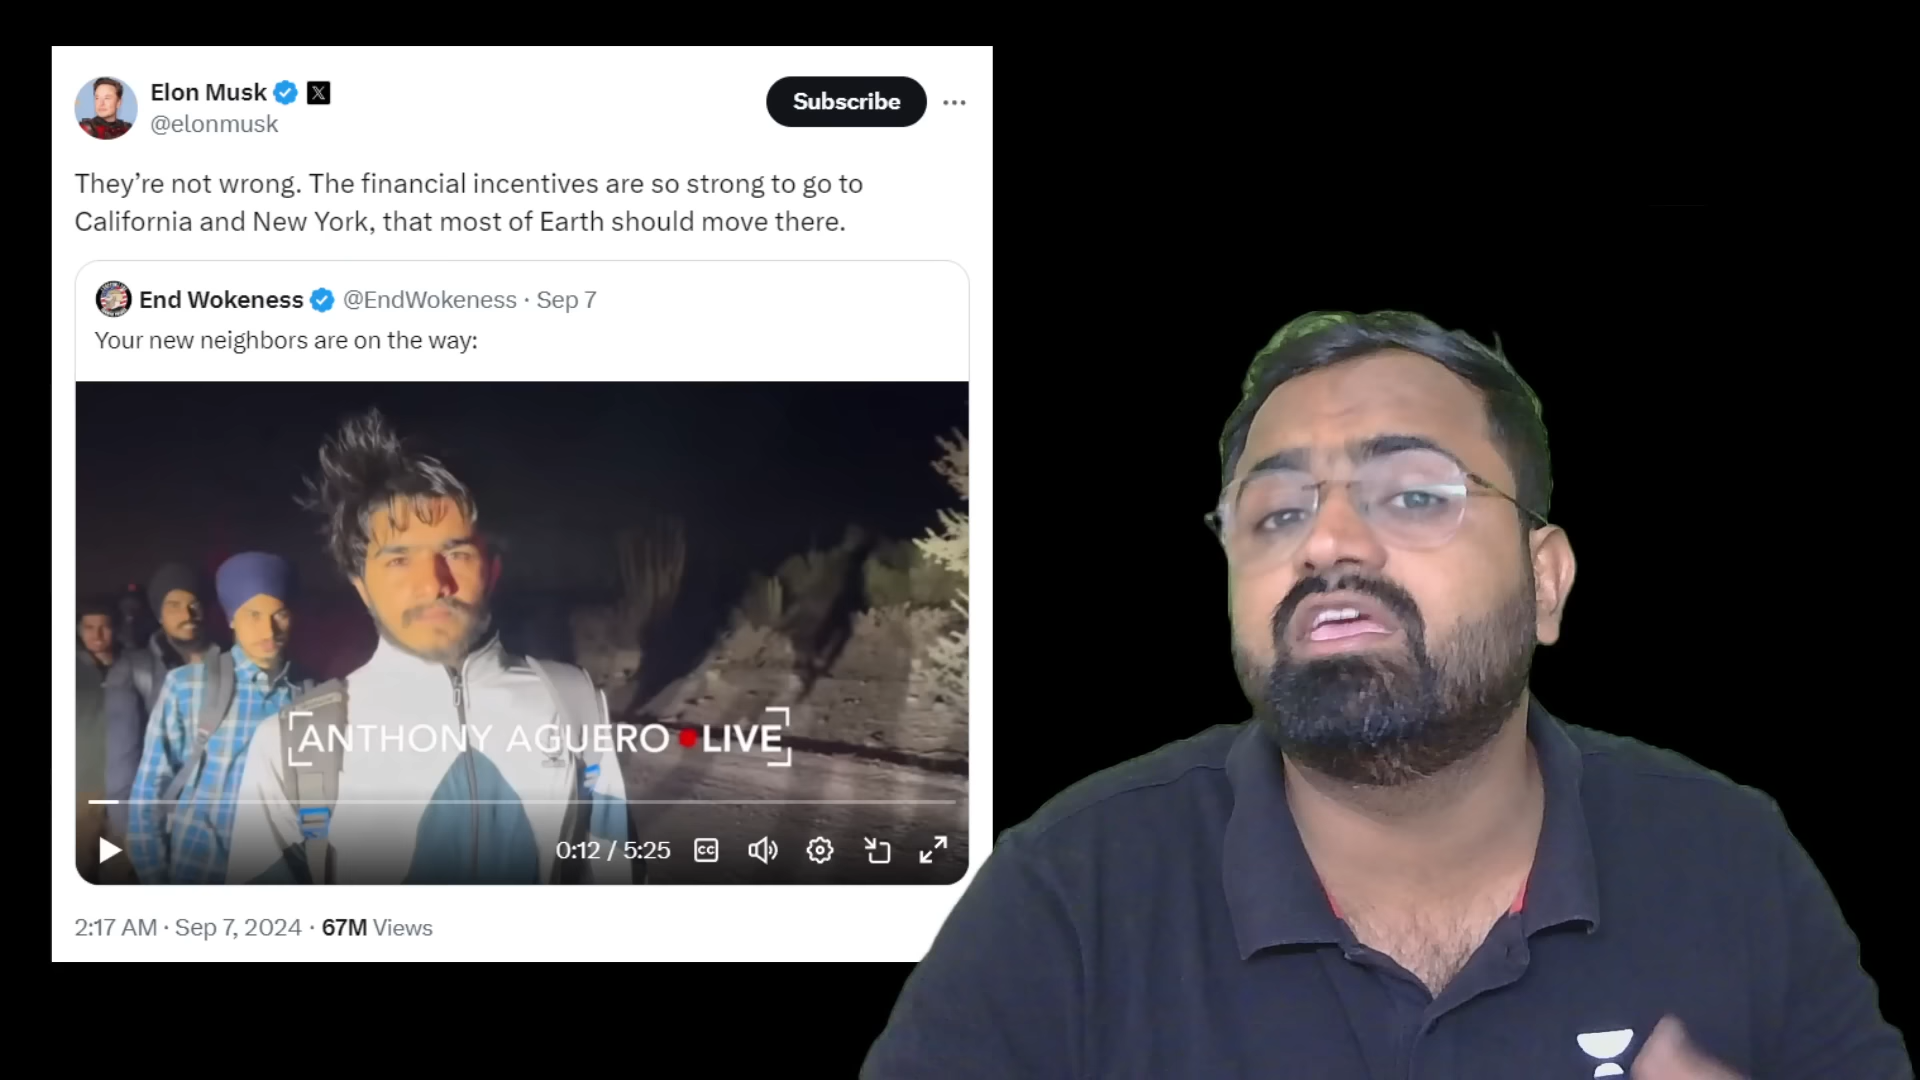 Elon Musk
@elonmusk
Subscribe
They’re not wrong. The financial incentives are so strong to go to
California and New York, that most of Earth should move there.
End Wokeness @EndWokeness · Sep 7
Your new neighbors are on the way:
ANTHONY AGUERO LIVE
0:12 / 5:25
CC
2:17 AM · Sep 7, 2024 · 67M Views